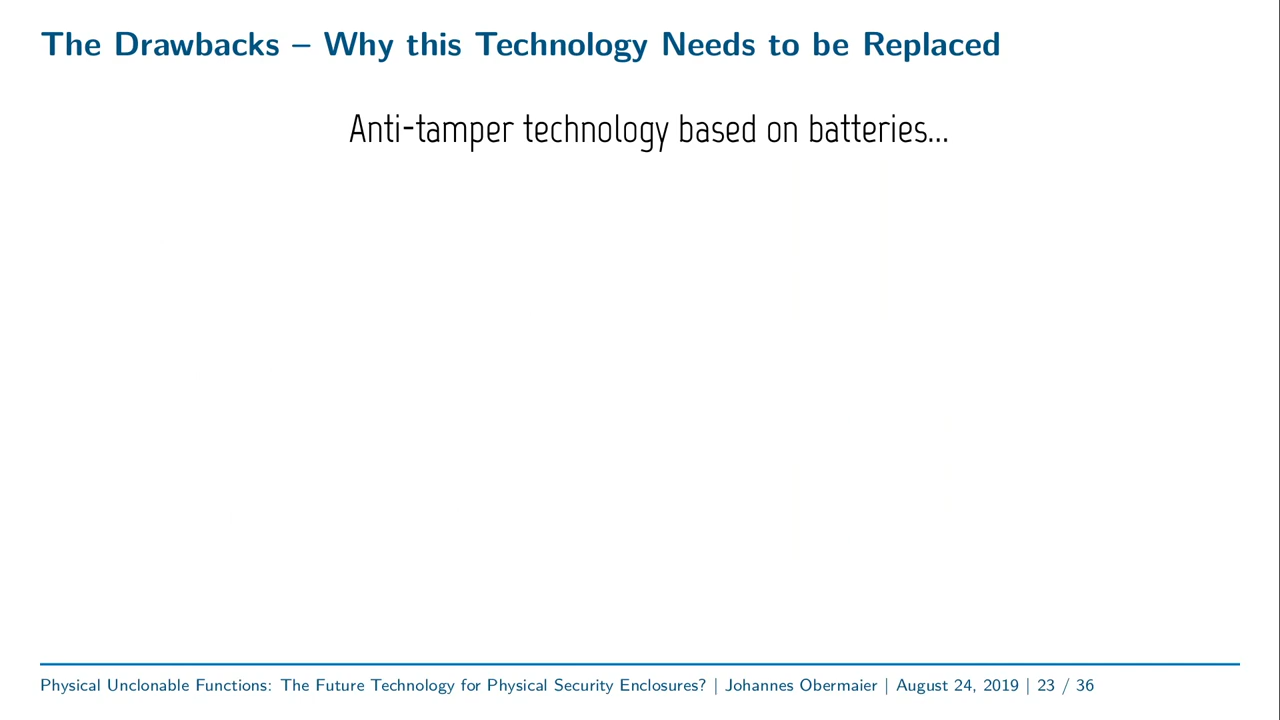 The Drawbacks – Why this Technology Needs to be Replaced
Anti-tamper technology based on batteries...
Physical Unclonable Functions: The Future Technology for Physical Security Enclosures? | Johannes Obermaier | August 24, 2019 | 23 / 36